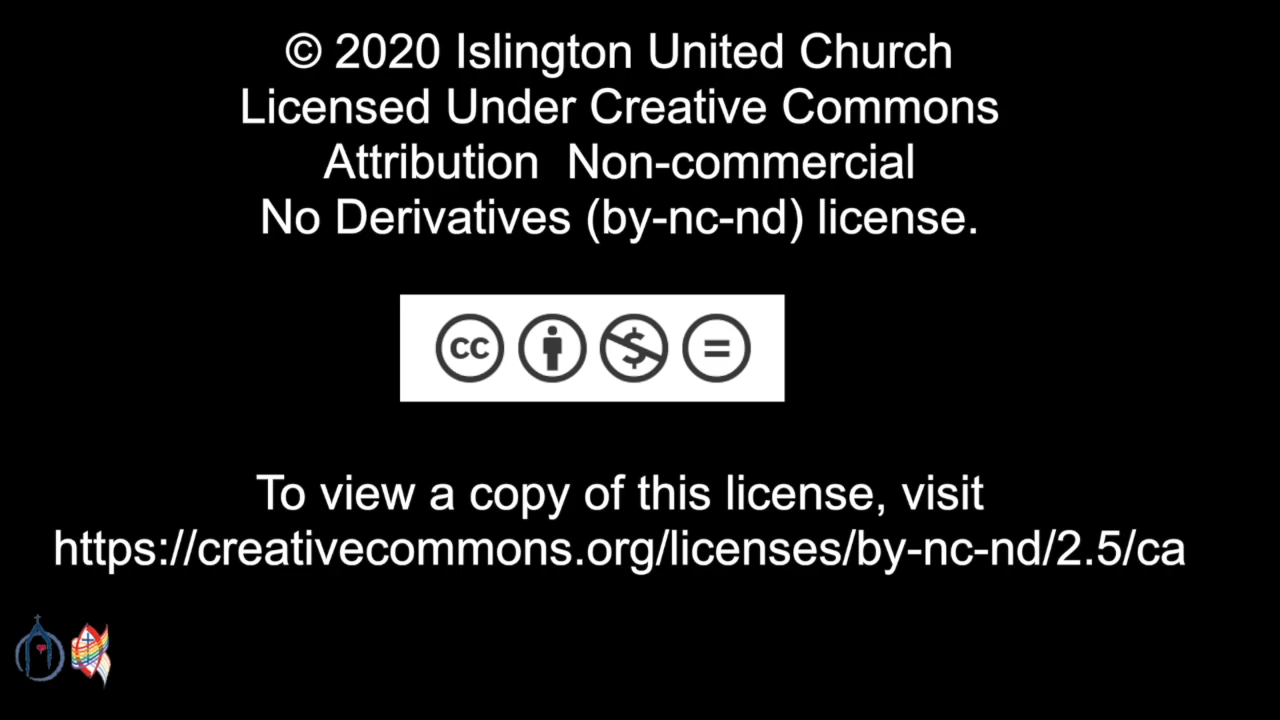 © 2020 Islington United Church
Licensed Under Creative Commons
Attribution  Non-commercial
No Derivatives (by-nc-nd) license.
cc
To view a copy of this license, visit
https://creativecommons.org/licenses/by-nc-nd/2.5/ca